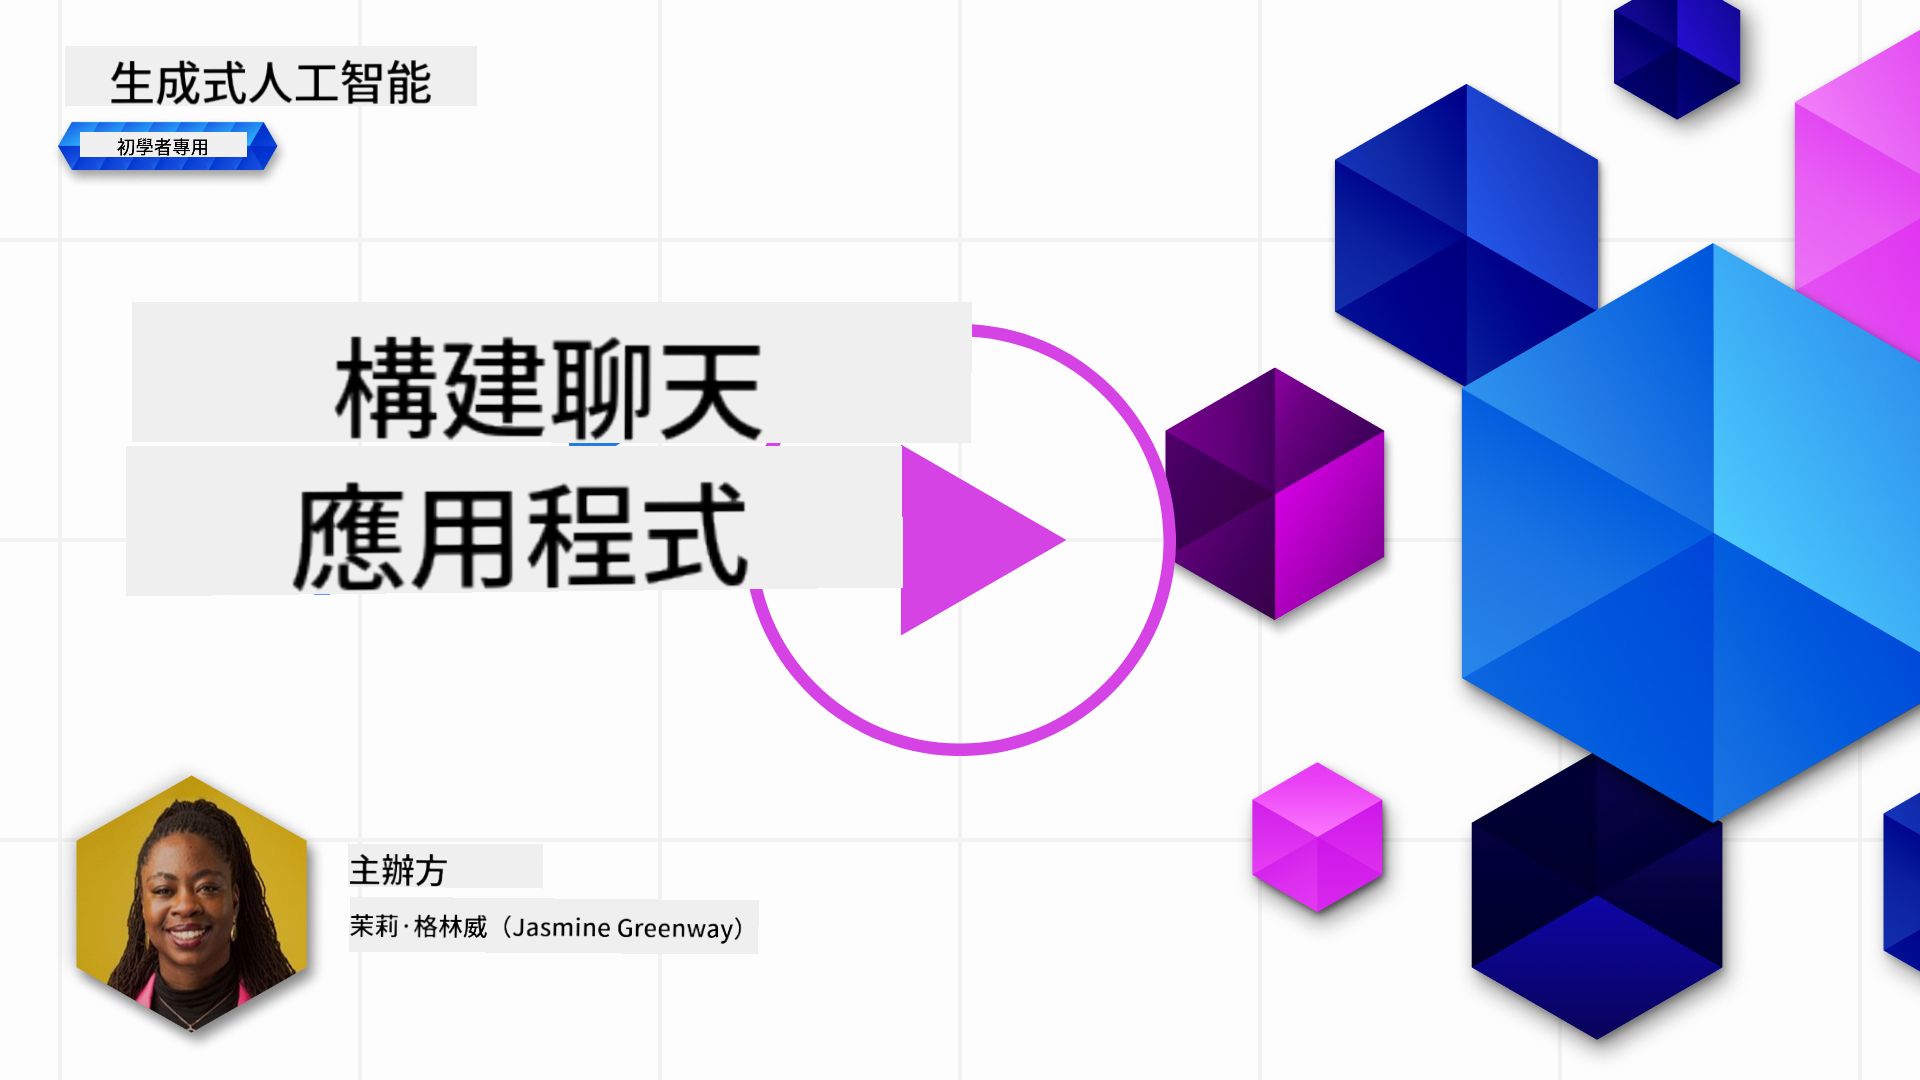 生成式人工智能
初學者專用
構建聊天
應用程式
主辦方
茉莉·格林威（Jasmine Greenway）